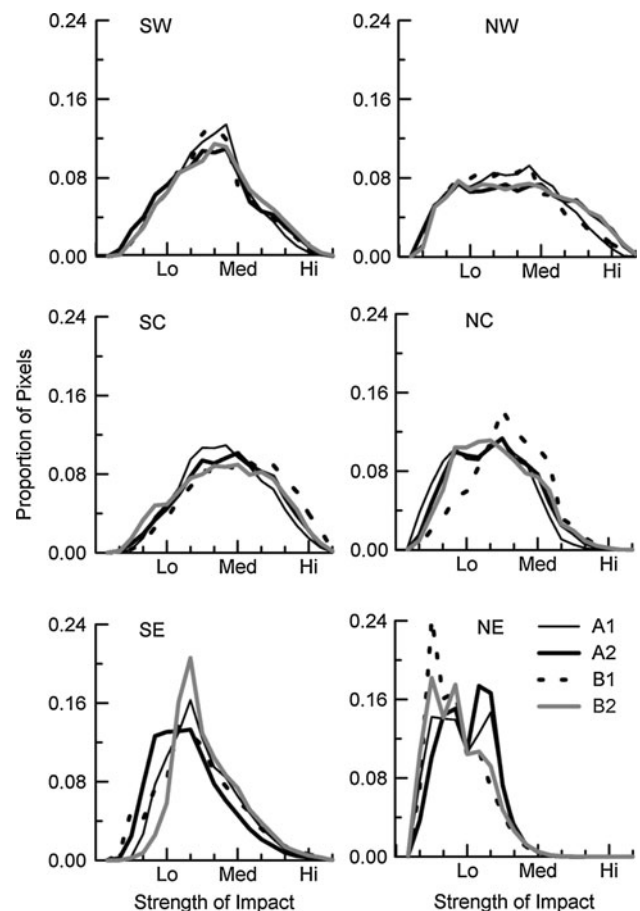 SW
NW
0.24
0.16
0.08
0.00
Lo Med Hi
0.24
0.16
0.08
0.00
Lo Med Hi
Proportion of Pixels
SC
NC
0.24
0.16
0.08
0.00
Lo Med Hi
0.24
0.16
0.08
0.00
Lo Med Hi
SE
NE
0.24
0.16
0.08
0.00
Lo Med Hi
Strength of Impact
0.24
0.16
0.08
0.00
Lo Med Hi
Strength of Impact
A1
A2
B1
B2